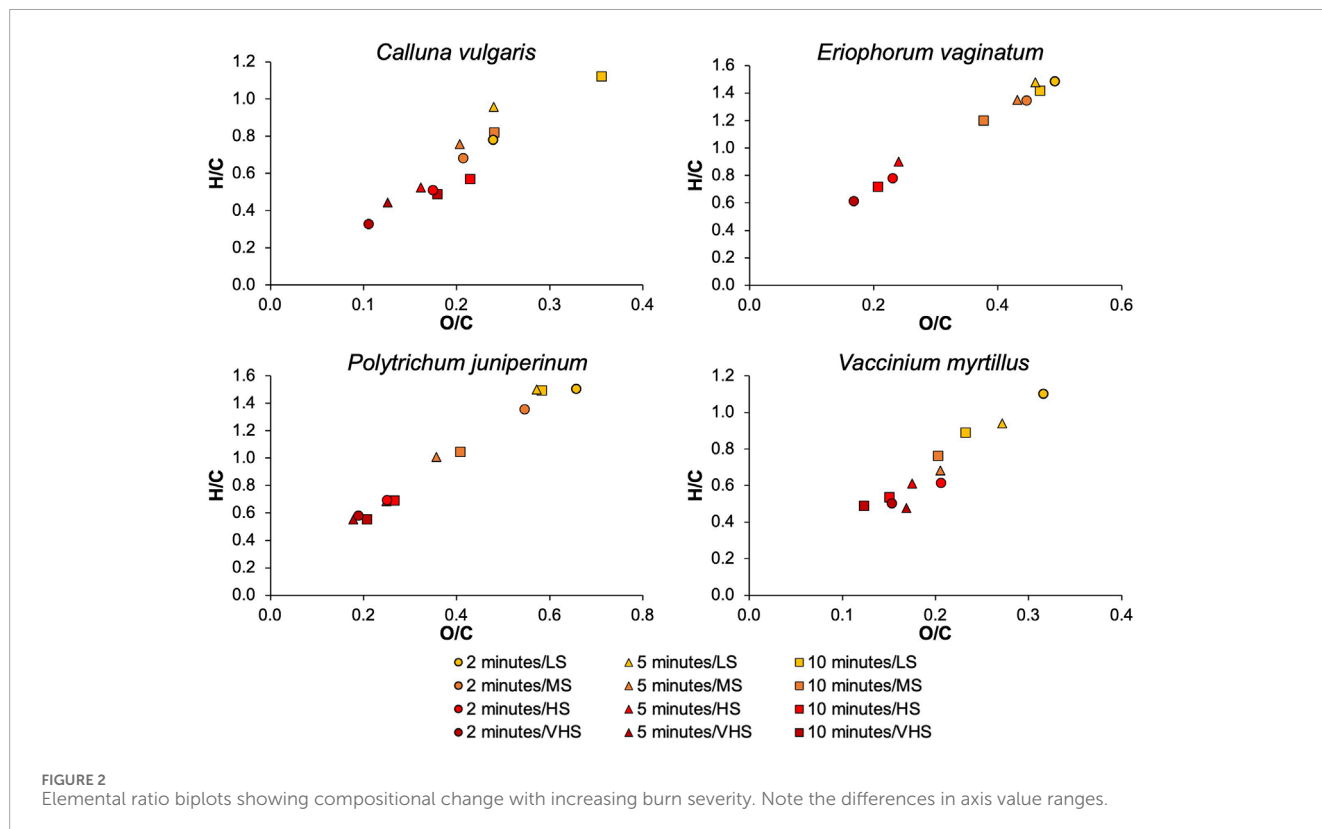 Calluna vulgaris
1.2
1.0
0.8
0.6
0.4
0.2
0.0
H/C
0.0 0.1 0.2 0.3 0.4
O/C
Eriophorum vaginatum
1.6
1.4
1.2
1.0
0.8
0.6
0.4
0.2
0.0
H/C
0.0 0.2 0.4 0.6
O/C
Polytrichum juniperinum
1.6
1.4
1.2
1.0
0.8
0.6
0.4
0.2
0.0
H/C
0.0 0.2 0.4 0.6 0.8
O/C
Vaccinium myrtillus
1.2
1.0
0.8
0.6
0.4
0.2
0.0
H/C
0.0 0.1 0.2 0.3 0.4
O/C
2 minutes/LS 5 minutes/LS 10 minutes/LS
2 minutes/MS 5 minutes/MS 10 minutes/MS
2 minutes/HS 5 minutes/HS 10 minutes/HS
2 minutes/VHS 5 minutes/VHS 10 minutes/VHS
FIGURE 2
Elemental ratio biplots showing compositional change with increasing burn severity. Note the differences in axis value ranges.